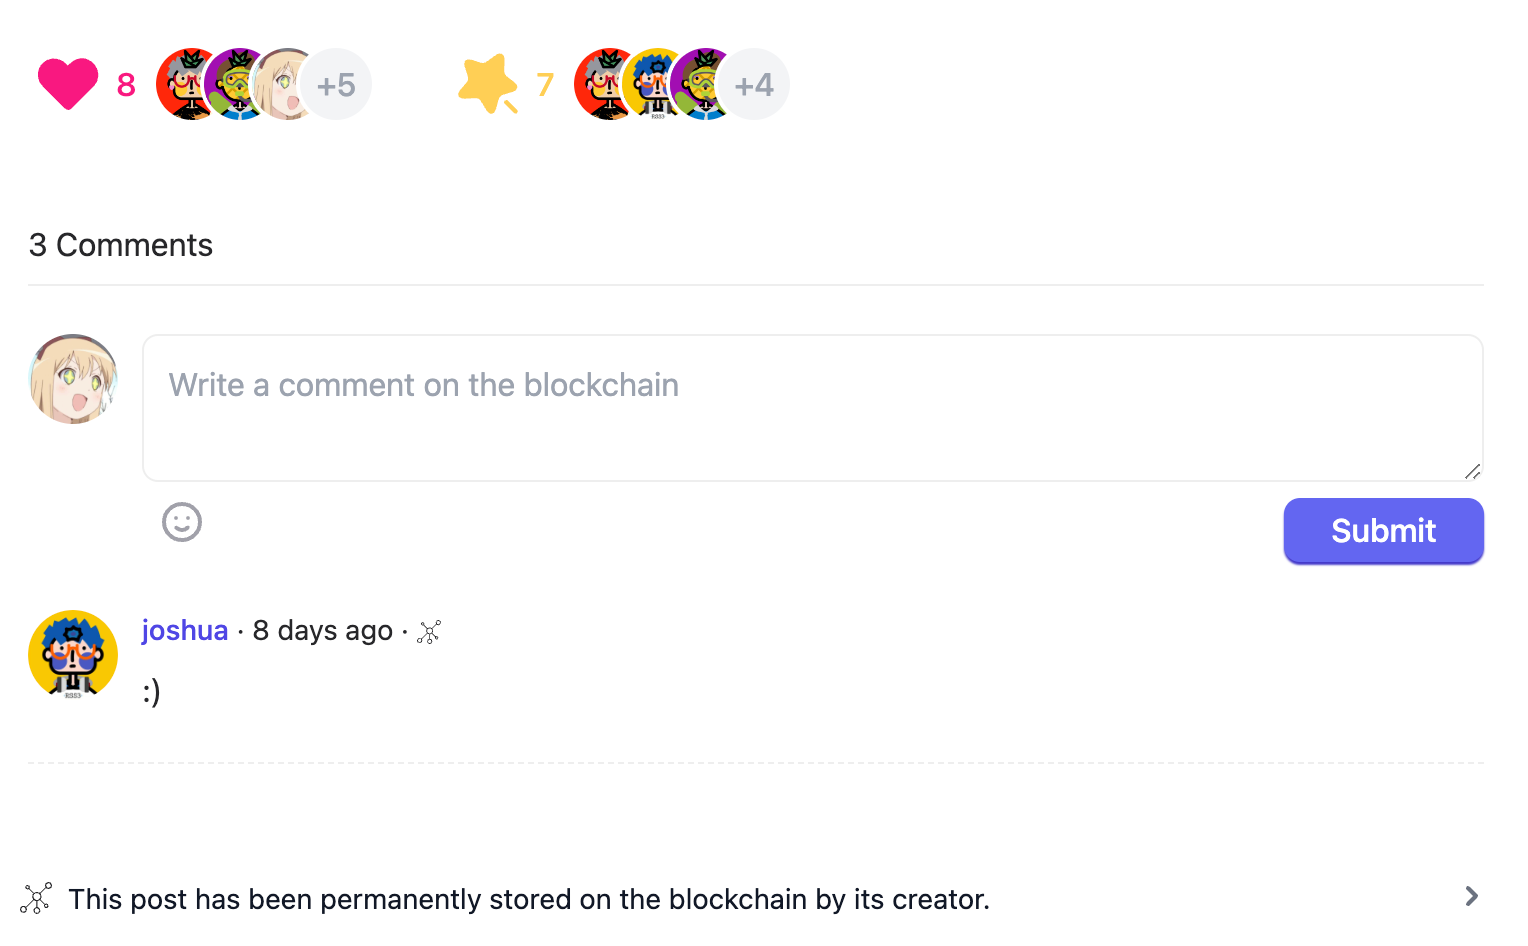 8 +5 7 +4
3 Comments
Write a comment on the blockchain
Submit
joshua · 8 days ago ·
:)
RSS3
This post has been permanently stored on the blockchain by its creator.